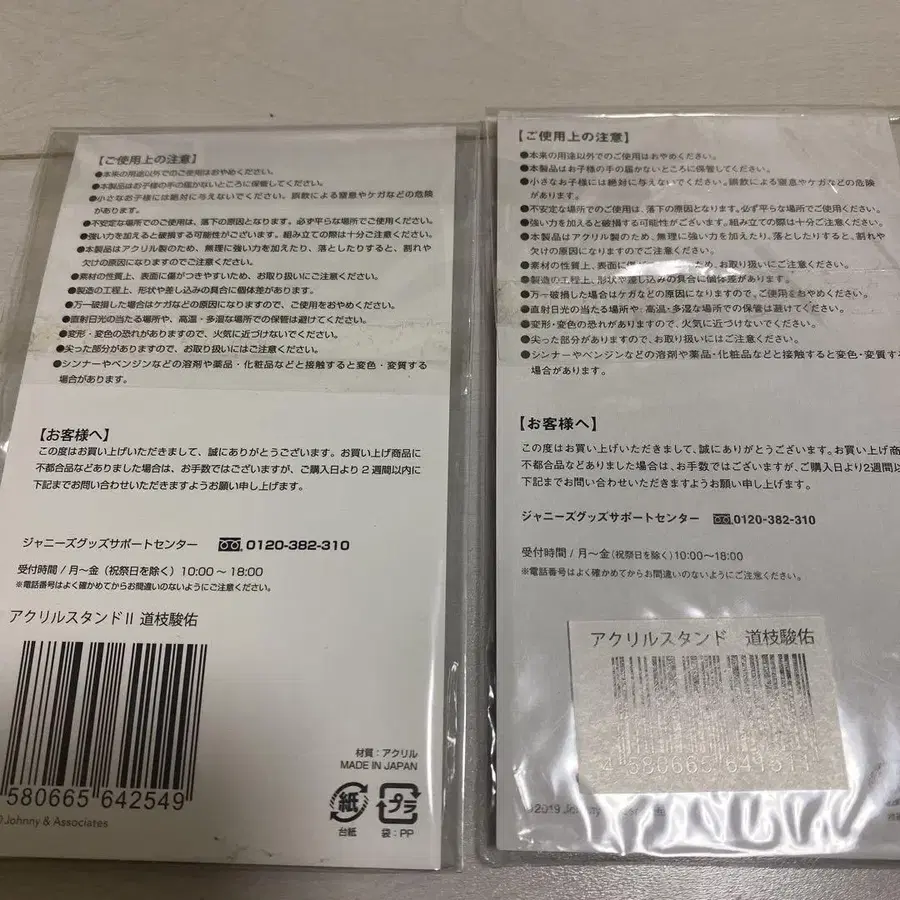 【ご使用上の注意】
●本来の用途以外でのご使用はおやめください。
●本製品はお子様の手の届かないところに保管してください。
●小さなお子様には絶対に与えないでください。誤飲による窒息やケガなどの危険
があります。
●不安定な場所でのご使用は、落下の原因となります。必ず平らな場所でご使用ください。
●強い力を加えると破損する可能性がございます。組み立ての際は十分ご注意ください。
●本製品はアクリル製のため、無理に強い力を加えたり、落としたりすると、割れや
欠けの原因になりますのでご注意ください。
●素材の性質上、表面に傷がつきやすいため、お取り扱いにご注意ください。
●製造の工程上、形状や差し込みの具合に個体差があります。
●万一破損した場合はケガなどの原因になりますので、ご使用をおやめください。
●直射日光の当たる場所や、高温・多湿な場所での保管は避けてください。
●変形・変色の恐れがありますので、火気に近づけないでください。
●尖った部分がありますので、お取り扱いにはご注意ください。
●シンナーやベンジンなどの溶剤や薬品・化粧品などと接触すると変色・変質する
場合があります。
【お客様へ】
この度はお買い上げいただきまして、誠にありがとうございます。お買い上げ商品に
不都合品などありました場合は、お手数ではございますが、ご購入日より2週間以内に
下記までお問い合わせいただきますようお願い申し上げます。
ジャニーズグッズサポートセンター 0120-382-310
受付時間 / 月～金（祝祭日を除く）10:00～18:00
※電話番号はよく確かめてからお間違いのないようにご注意ください。
アクリルスタンドⅡ 道枝駿佑
580665 642549
材質：アクリル
MADE IN JAPAN
紙
プラ
台紙
袋：PP
Johnny & Associates
【ご使用上の注意】
●本来の用途以外でのご使用はおやめください。
●本製品はお子様の手の届かないところに保管してください。
●小さなお子様には絶対に与えないでください。誤飲による窒息やケガなどの危険
があります。
●不安定な場所でのご使用は、落下の原因となります。必ず平らな場所でご使用ください。
●強い力を加えると破損する可能性がございます。組み立ての際は十分ご注意ください。
●本製品はアクリル製のため、無理に強い力を加えたり、落としたりすると、割れや
欠けの原因になりますのでご注意ください。
●素材の性質上、表面に傷がつきやすいため、お取り扱いにご注意ください。
●製造の工程上、形状や差し込みの具合に個体差があります。
●万一破損した場合はケガなどの原因になりますので、ご使用をおやめください。
●直射日光の当たる場所や、高温・多湿な場所での保管は避けてください。
●変形・変色の恐れがありますので、火気に近づけないでください。
●尖った部分がありますので、お取り扱いにはご注意ください。
●シンナーやベンジンなどの溶剤や薬品・化粧品などと接触すると変色・変質する
場合があります。
【お客様へ】
この度はお買い上げいただきまして、誠にありがとうございます。お買い上げ商
不都合品などありました場合は、お手数ではございますが、ご購入日より2週間以
下記までお問い合わせいただきますようお願い申し上げます。
ジャニーズグッズサポートセンター 0120-382-310
受付時間 / 月～金（祝祭日を除く）10:00～18:00
※電話番号はよく確かめてからお間違いのないようにご注意ください。
アクリルスタンド 道枝駿佑
4 580665
©2019 Johnny